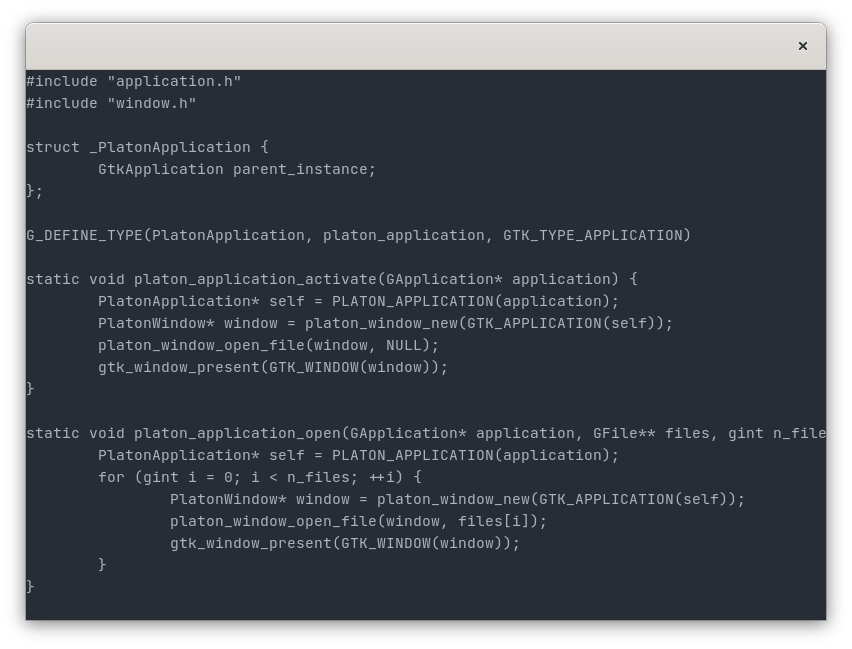 #include "application.h"
#include "window.h"

struct _PlatonApplication {
        GtkApplication parent_instance;
};

G_DEFINE_TYPE(PlatonApplication, platon_application, GTK_TYPE_APPLICATION)

static void platon_application_activate(GApplication* application) {
        PlatonApplication* self = PLATON_APPLICATION(application);
        PlatonWindow* window = platon_window_new(GTK_APPLICATION(self));
        platon_window_open_file(window, NULL);
        gtk_window_present(GTK_WINDOW(window));
}

static void platon_application_open(GApplication* application, GFile** files, gint n_file
        PlatonApplication* self = PLATON_APPLICATION(application);
        for (gint i = 0; i < n_files; ++i) {
                PlatonWindow* window = platon_window_new(GTK_APPLICATION(self));
                platon_window_open_file(window, files[i]);
                gtk_window_present(GTK_WINDOW(window));
        }
}